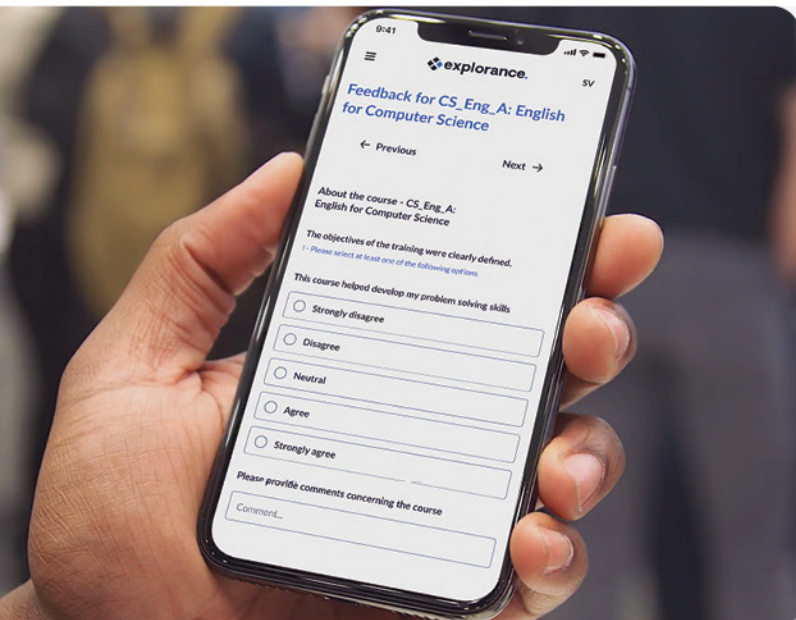 9:41
explorance.
SV
Feedback for CS_Eng_A: English
for Computer Science
← Previous
Next →
About the course - CS_Eng_A:
English for Computer Science
The objectives of the training were clearly defined.
! - Please select at least one of the following options
This course helped develop my problem solving skills
Strongly disagree
Disagree
Neutral
Agree
Strongly agree
Please provide comments concerning the course
Comment...